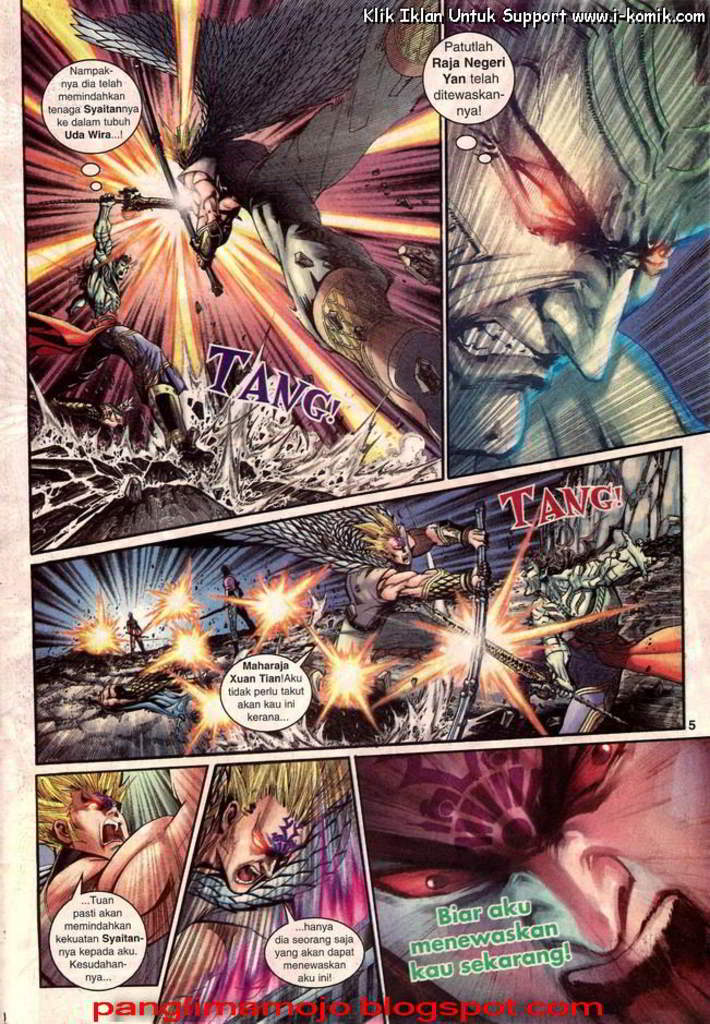 Klik Iklan Untuk Support www.i-komik.com
Nampak-
nya dia telah
memindahkan
tenaga Syaitannya
ke dalam tubuh
Uda Wira...!
Patutlah
Raja Negeri
Yan telah
ditewaskan-
nya!
TANG!
TANG!
Maharaja
Xuan Tian!Aku
tidak perlu takut
akan kau ini
kerana...
5
...Tuan
pasti akan
memindahkan
kekuatan Syaitan-
nya kepada aku.
Kesudahan-
nya...
...hanya
dia seorang saja
yang akan dapat
menewaskan
aku ini!
Biar aku
menewaskan
kau sekarang!
panglimamojo.blogspot.com